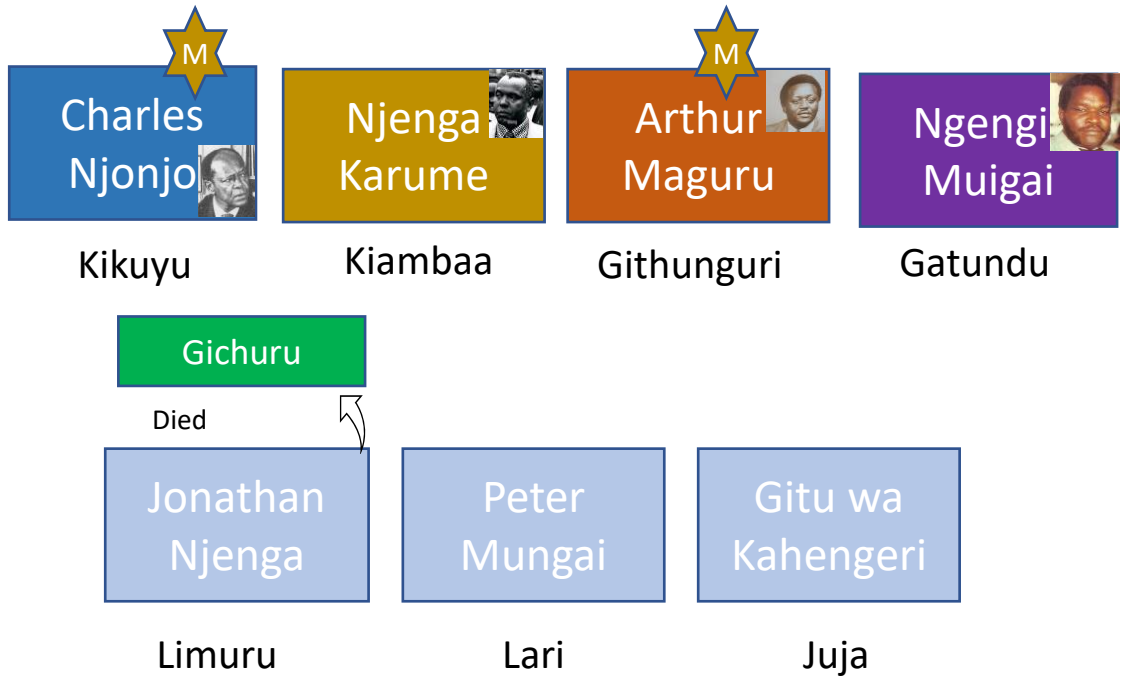 M
M
Charles
Njonjo
Njenga
Karume
Arthur
Maguru
Ngengi
Muigai
Kikuyu
Kiambaa
Githunguri
Gatundu
Gichuru
Died
Jonathan
Njenga
Peter
Mungai
Gitu wa
Kahengeri
Limuru
Lari
Juja